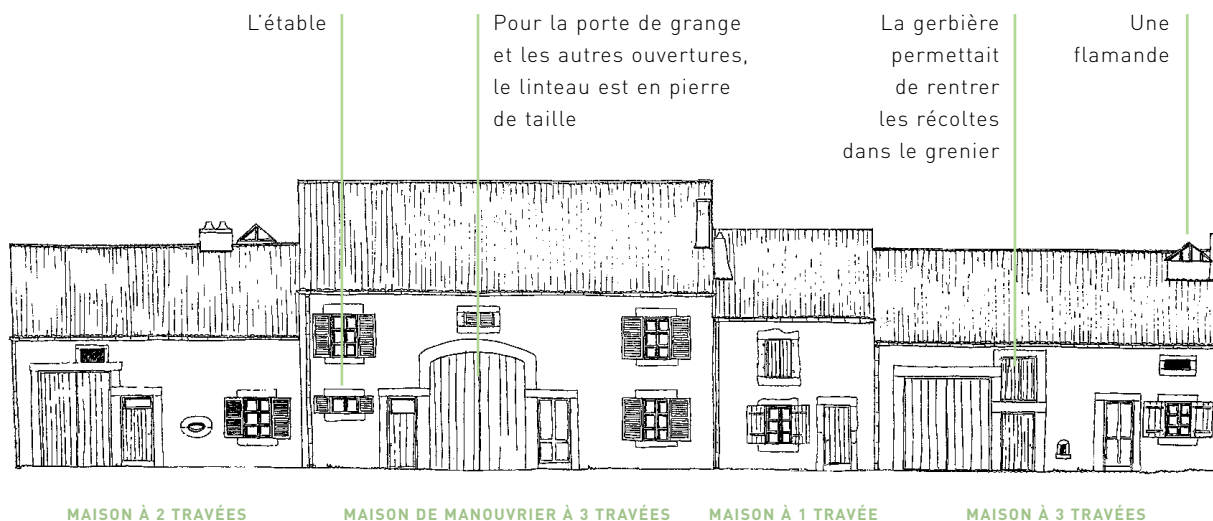 L’étable
Pour la porte de grange
et les autres ouvertures,
le linteau est en pierre
de taille
La gerbière
permettait
de rentrer
les récoltes
dans le grenier
Une
flamande
MAISON À 2 TRAVÉES
MAISON DE MANOUVRIER À 3 TRAVÉES
MAISON À 1 TRAVÉE
MAISON À 3 TRAVÉES